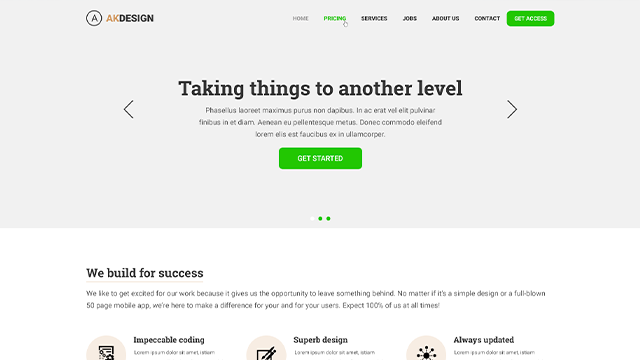 A AKDESIGN HOME PRICING SERVICES JOBS ABOUT US CONTACT GET ACCESS
Taking things to another level
Phasellus laoreet maximus purus non dapibus. In ac erat vel elit pulvinar
finibus in et diam. Aenean eu pellentesque metus. Donec commodo eleifend
lorem elis est faucibus ex in ullamcorper.
GET STARTED
We build for success
We like to get excited for our work because it gives us the opportunity to leave something behind. No matter if it's a simple design or a full-blown
50 page mobile app, we're here to make a difference for your and for your users. Expect 100% of us at all times!
Impeccable coding Superb design Always updated
Lorem ipsum dolor sit amet, istsam Lorem ipsum dolor sit amet, istsam Lorem ipsum dolor sit amet, istsam